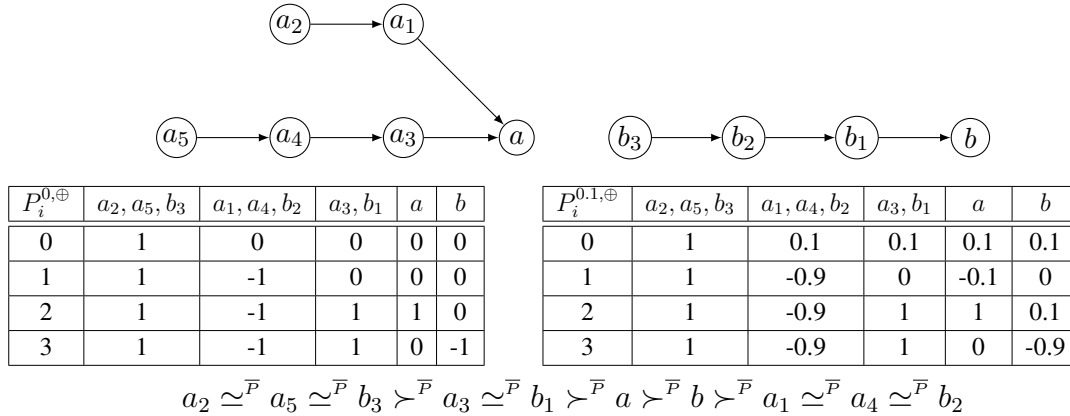 a₂ a₁
a₅ a₄ a₃ a b₃ b₂ b₁ b
P_i^{0,⊕} a₂, a₅, b₃ a₁, a₄, b₂ a₃, b₁ a b
0 1 0 0 0 0
1 1 -1 0 0 0
2 1 -1 1 1 0
3 1 -1 1 0 -1
P_i^{0.1,⊕} a₂, a₅, b₃ a₁, a₄, b₂ a₃, b₁ a b
0 1 0.1 0.1 0.1 0.1
1 1 -0.9 0 -0.1 0
2 1 -0.9 1 1 0.1
3 1 -0.9 1 0 -0.9
a₂ ≃^{P̅} a₅ ≃^{P̅} b₃ ≻^{P̅} a₃ ≃^{P̅} b₁ ≻^{P̅} a ≻^{P̅} b ≻^{P̅} a₁ ≃^{P̅} a₄ ≃^{P̅} b₂